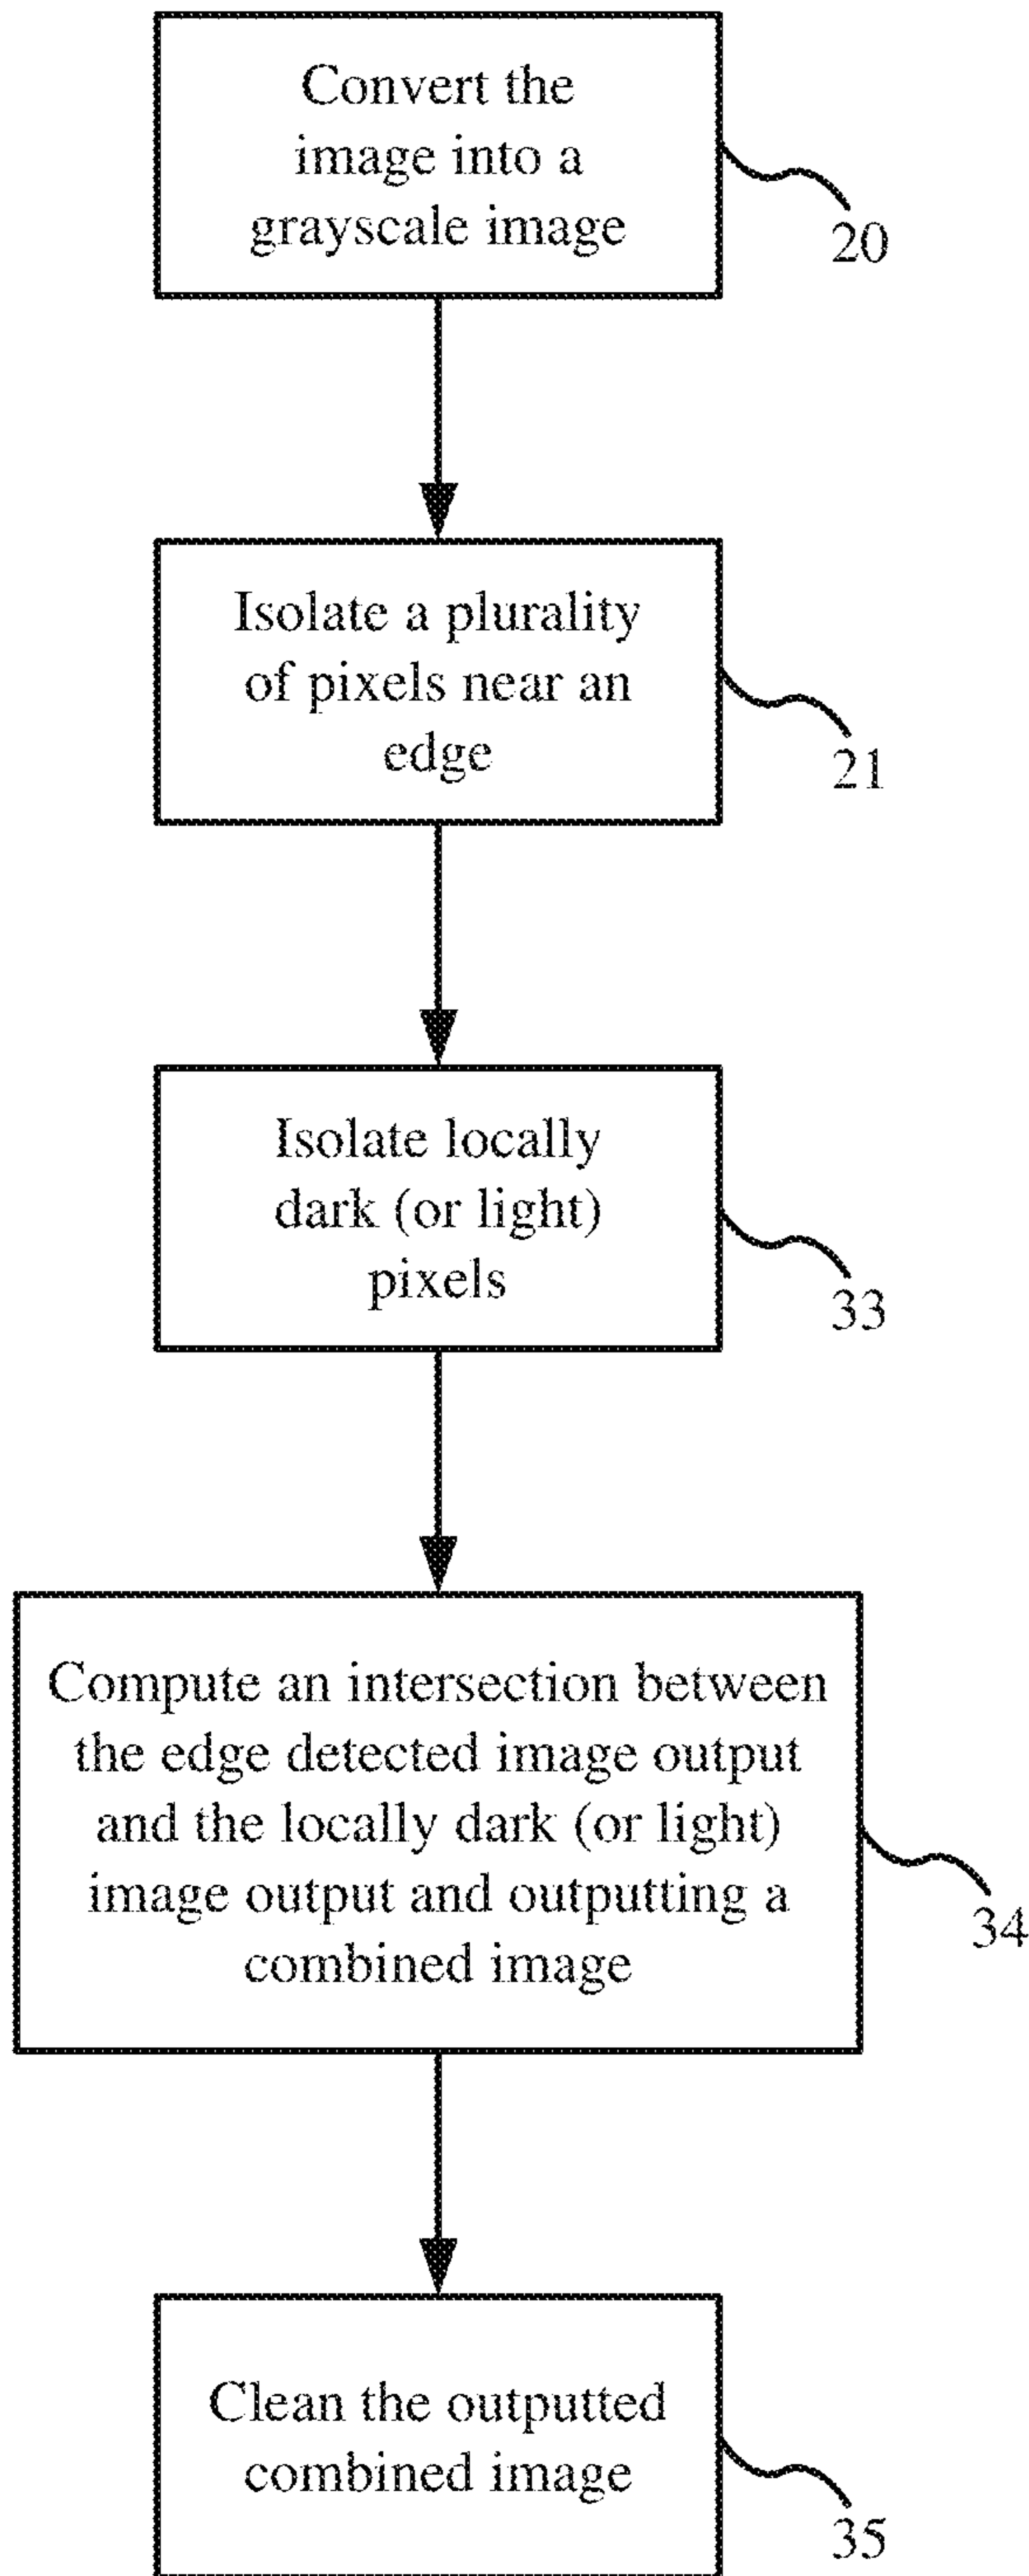 Convert the
image into a
grayscale image
20
Isolate a plurality
of pixels near an
edge
21
Isolate locally
dark (or light)
pixels
33
Compute an intersection between
the edge detected image output
and the locally dark (or light)
image output and outputting a
combined image
34
Clean the outputted
combined image
35